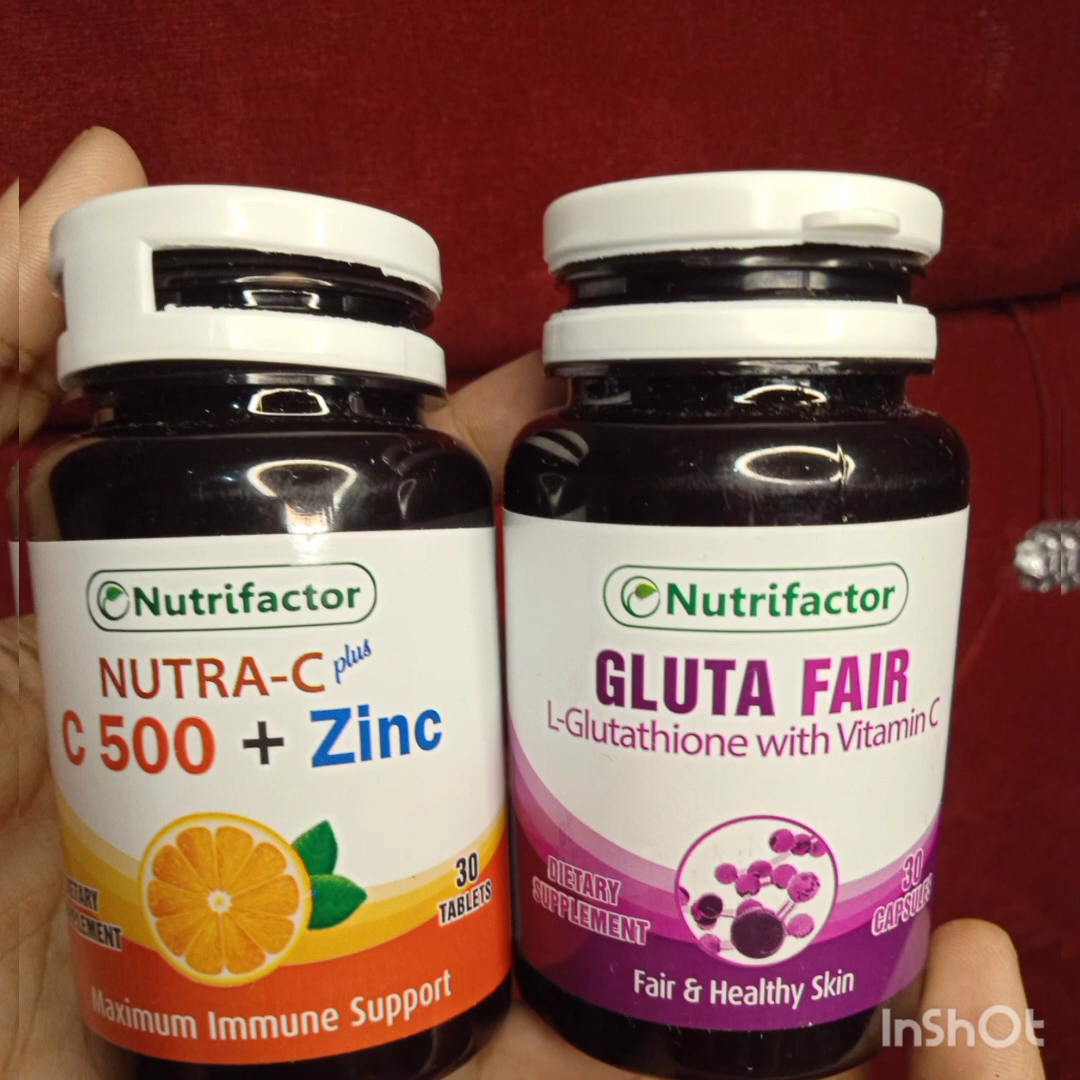 Nutrifactor
NUTRA-C plus
C 500 + Zinc
30
TABLETS
Maximum Immune Support
Nutrifactor
GLUTA FAIR
L-Glutathione with Vitamin C
DIETARY
SUPPLEMENT
30
CAPSULES
Fair & Healthy Skin
InShOt